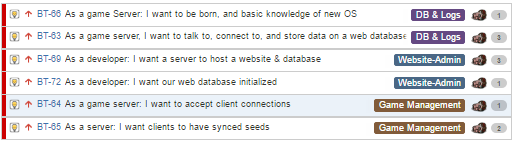 BT-66 As a game Server: I want to be born, and basic knowledge of new OS DB & Logs 1
BT-63 As a game server, I want to talk to, connect to, and store data on a web database DB & Logs 3
BT-69 As a developer: I want a server to host a website & database Website-Admin 3
BT-72 As a developer: I want our web database initialized Website-Admin 1
BT-64 As a game server: I want to accept client connections Game Management 1
BT-65 As a server: I want clients to have synced seeds Game Management 2